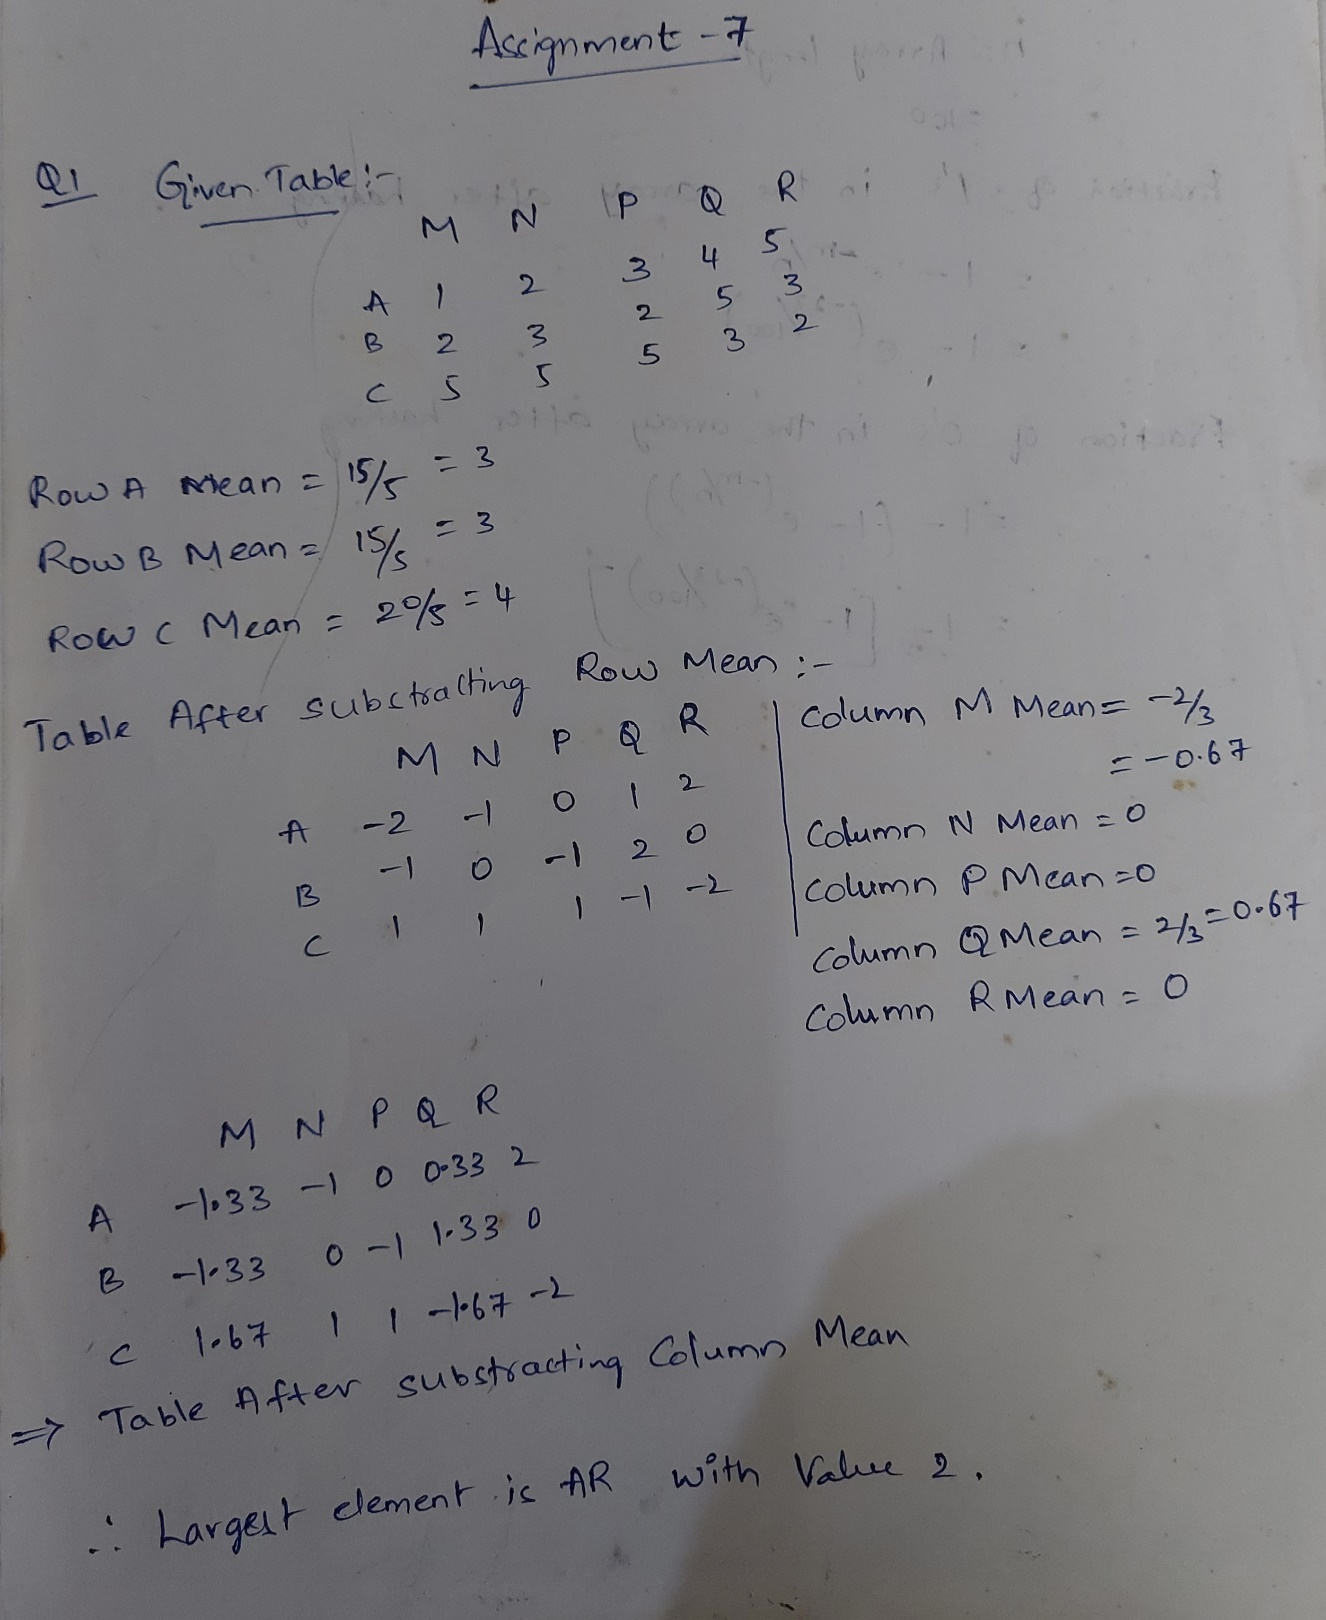 Assignment - 7
Q1 Given Table :-
M N P Q R
A 1 2 3 4 5
B 2 3 2 5 3
C 5 5 5 3 2
Row A Mean = 15/5 = 3
Row B Mean = 15/5 = 3
Row C Mean = 20/5 = 4
Table After substracting Row Mean :-
M N P Q R
A -2 -1 0 1 2
B -1 0 -1 2 0
C 1 1 1 -1 -2
Column M Mean = -2/3
= -0.67
Column N Mean = 0
Column P Mean = 0
Column Q Mean = 2/3 = 0.67
Column R Mean = 0
M N P Q R
A -1.33 -1 0 0.33 2
B -1.33 0 -1 1.33 0
C 1.67 1 1 -1.67 -2
⇒ Table After substracting Column Mean
∴ Largest element is AR with Value 2.